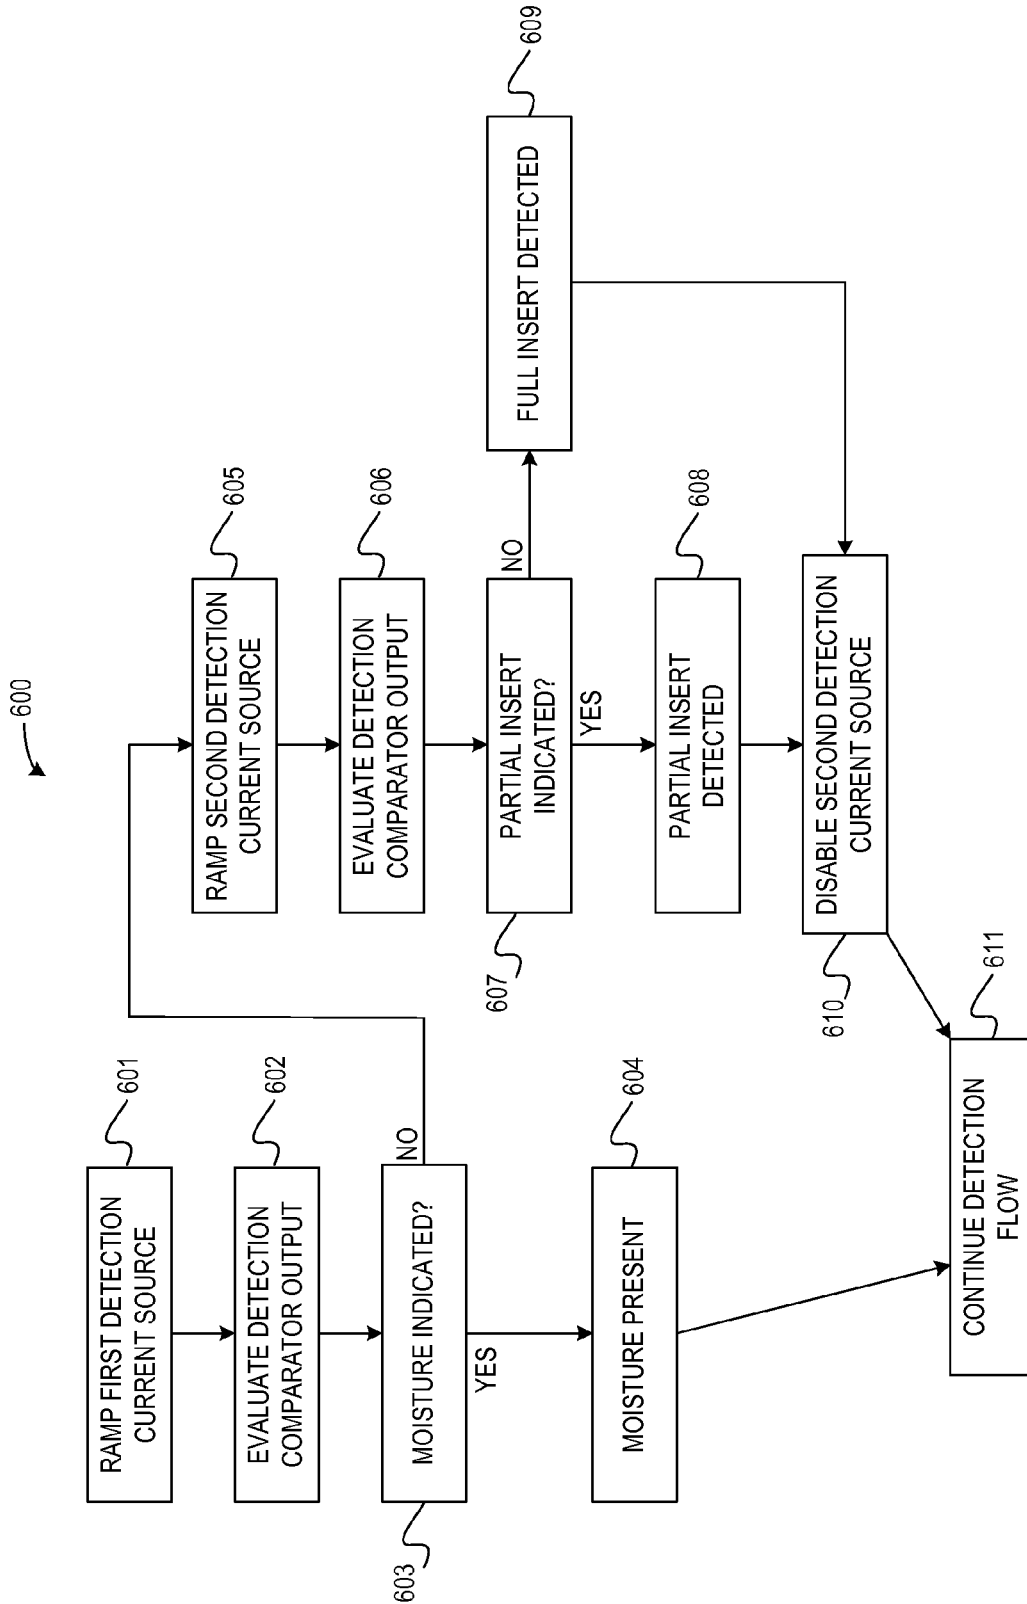 600
601
RAMP FIRST DETECTION
CURRENT SOURCE
602
EVALUATE DETECTION
COMPARATOR OUTPUT
603
MOISTURE INDICATED?
NO
YES
604
MOISTURE PRESENT
605
RAMP SECOND DETECTION
CURRENT SOURCE
606
EVALUATE DETECTION
COMPARATOR OUTPUT
607
PARTIAL INSERT
INDICATED?
NO
YES
608
PARTIAL INSERT
DETECTED
609
FULL INSERT DETECTED
610
DISABLE SECOND DETECTION
CURRENT SOURCE
611
CONTINUE DETECTION
FLOW